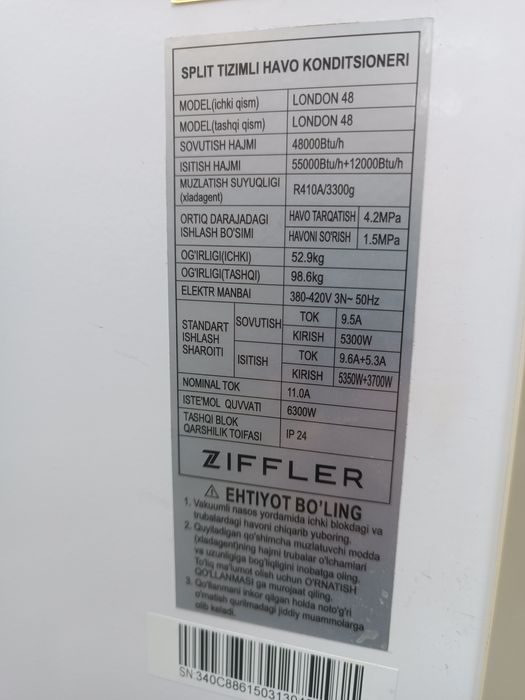 SPLIT TIZIMLI HAVO KONDITSIONERI
MODEL(ichki qism) LONDON 48
MODEL(tashqi qism) LONDON 48
SOVUTISH HAJMI 48000Btu/h
ISITISH HAJMI 55000Btu/h+12000Btu/h
MUZLATISH SUYUQLIGI
(xladagent) R410A/3300g
ORTIQ DARAJADAGI
ISHLASH BO'SIMI
HAVO TARQATISH 4.2MPa
HAVONI SO'RISH 1.5MPa
OG'IRLIGI(ICHKI) 52.9kg
OG'IRLIGI(TASHQI) 98.6kg
ELEKTR MANBAI 380-420V 3N~ 50Hz
STANDART
ISHLASH
SHAROITI
SOVUTISH TOK 9.5A
KIRISH 5300W
ISITISH TOK 9.6A+5.3A
KIRISH 5350W+3700W
NOMINAL TOK 11.0A
ISTE'MOL QUVVATI 6300W
TASHQI BLOK
QARSHILIK TOIFASI IP 24
ZIFFLER
EHTIYOT BO'LING
1. Vakuumli nasos yordamida ichki blokdagi va
trubalardagi havoni chiqarib yuboring.
2. Quyiladigan qo'shimcha muzlatuvchi modda
(xladagent)ning hajmi trubalar o'lchamlari
va uzunligiga bog'liqligini inobatga oling.
To'liq ma'lumot olish uchun O'RNATISH
QO'LLANMASI ga murojaat qiling.
3. Qo'llanmani inkor qilgan holda noto'g'ri
o'rnatish qurilmadagi jiddiy muammolarga
olib keladi.
SN 340C886150313